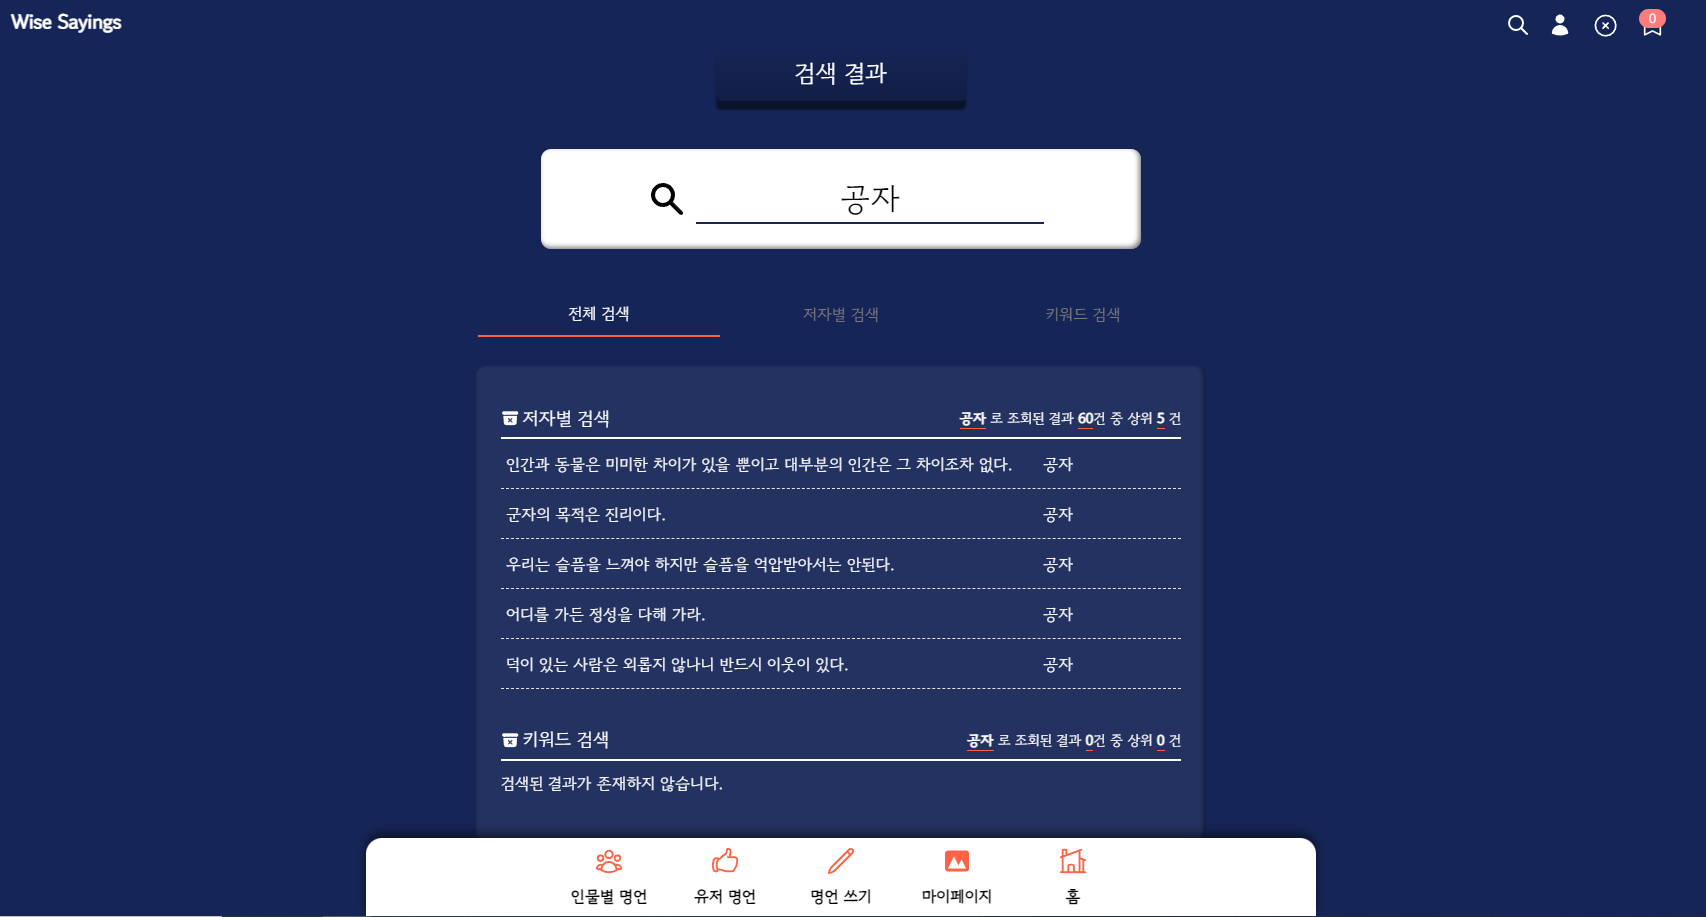 Wise Sayings
0
검색 결과
공자
전체 검색 저자별 검색 키워드 검색
저자별 검색 공자 로 조회된 결과 60건 중 상위 5 건
인간과 동물은 미미한 차이가 있을 뿐이고 대부분의 인간은 그 차이조차 없다. 공자
군자의 목적은 진리이다. 공자
우리는 슬픔을 느껴야 하지만 슬픔을 억압받아서는 안된다. 공자
어디를 가든 정성을 다해 가라. 공자
덕이 있는 사람은 외롭지 않나니 반드시 이웃이 있다. 공자
키워드 검색 공자 로 조회된 결과 0건 중 상위 0 건
검색된 결과가 존재하지 않습니다.
인물별 명언 유저 명언 명언 쓰기 마이페이지 홈